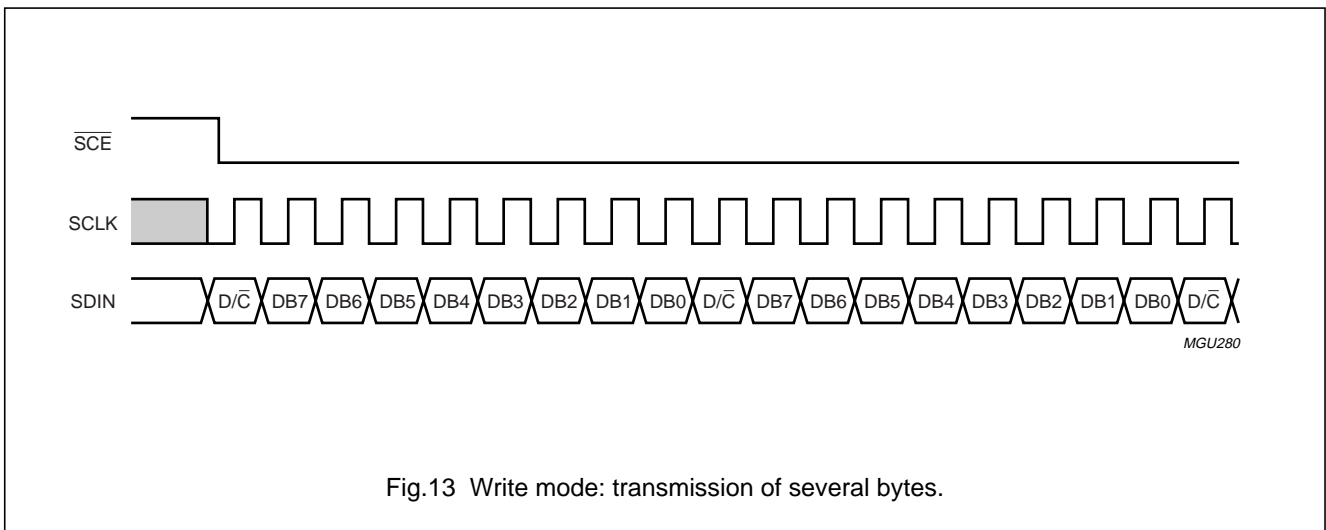 S̅C̅E̅
SCLK
SDIN D/C̅ DB7 DB6 DB5 DB4 DB3 DB2 DB1 DB0 D/C̅ DB7 DB6 DB5 DB4 DB3 DB2 DB1 DB0 D/C̅
MGU280
Fig.13 Write mode: transmission of several bytes.